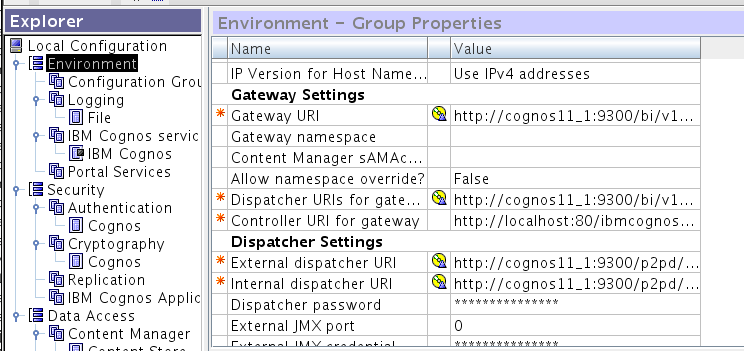 Explorer
Local Configuration
Environment
Configuration Grou
Logging
File
IBM Cognos servic
IBM Cognos
Portal Services
Security
Authentication
Cognos
Cryptography
Cognos
Replication
IBM Cognos Applic
Data Access
Content Manager
Content Store
Environment - Group Properties
Name Value
IP Version for Host Name... Use IPv4 addresses
Gateway Settings
* Gateway URI http://cognos11_1:9300/bi/v1...
Gateway namespace
Content Manager sAMAc...
Allow namespace override? False
* Dispatcher URIs for gate... http://cognos11_1:9300/bi/v1...
* Controller URI for gateway http://localhost:80/ibmcognos...
Dispatcher Settings
* External dispatcher URI http://cognos11_1:9300/p2pd/...
* Internal dispatcher URI http://cognos11_1:9300/p2pd/...
Dispatcher password ***************
External JMX port 0
External JMX credential ***************